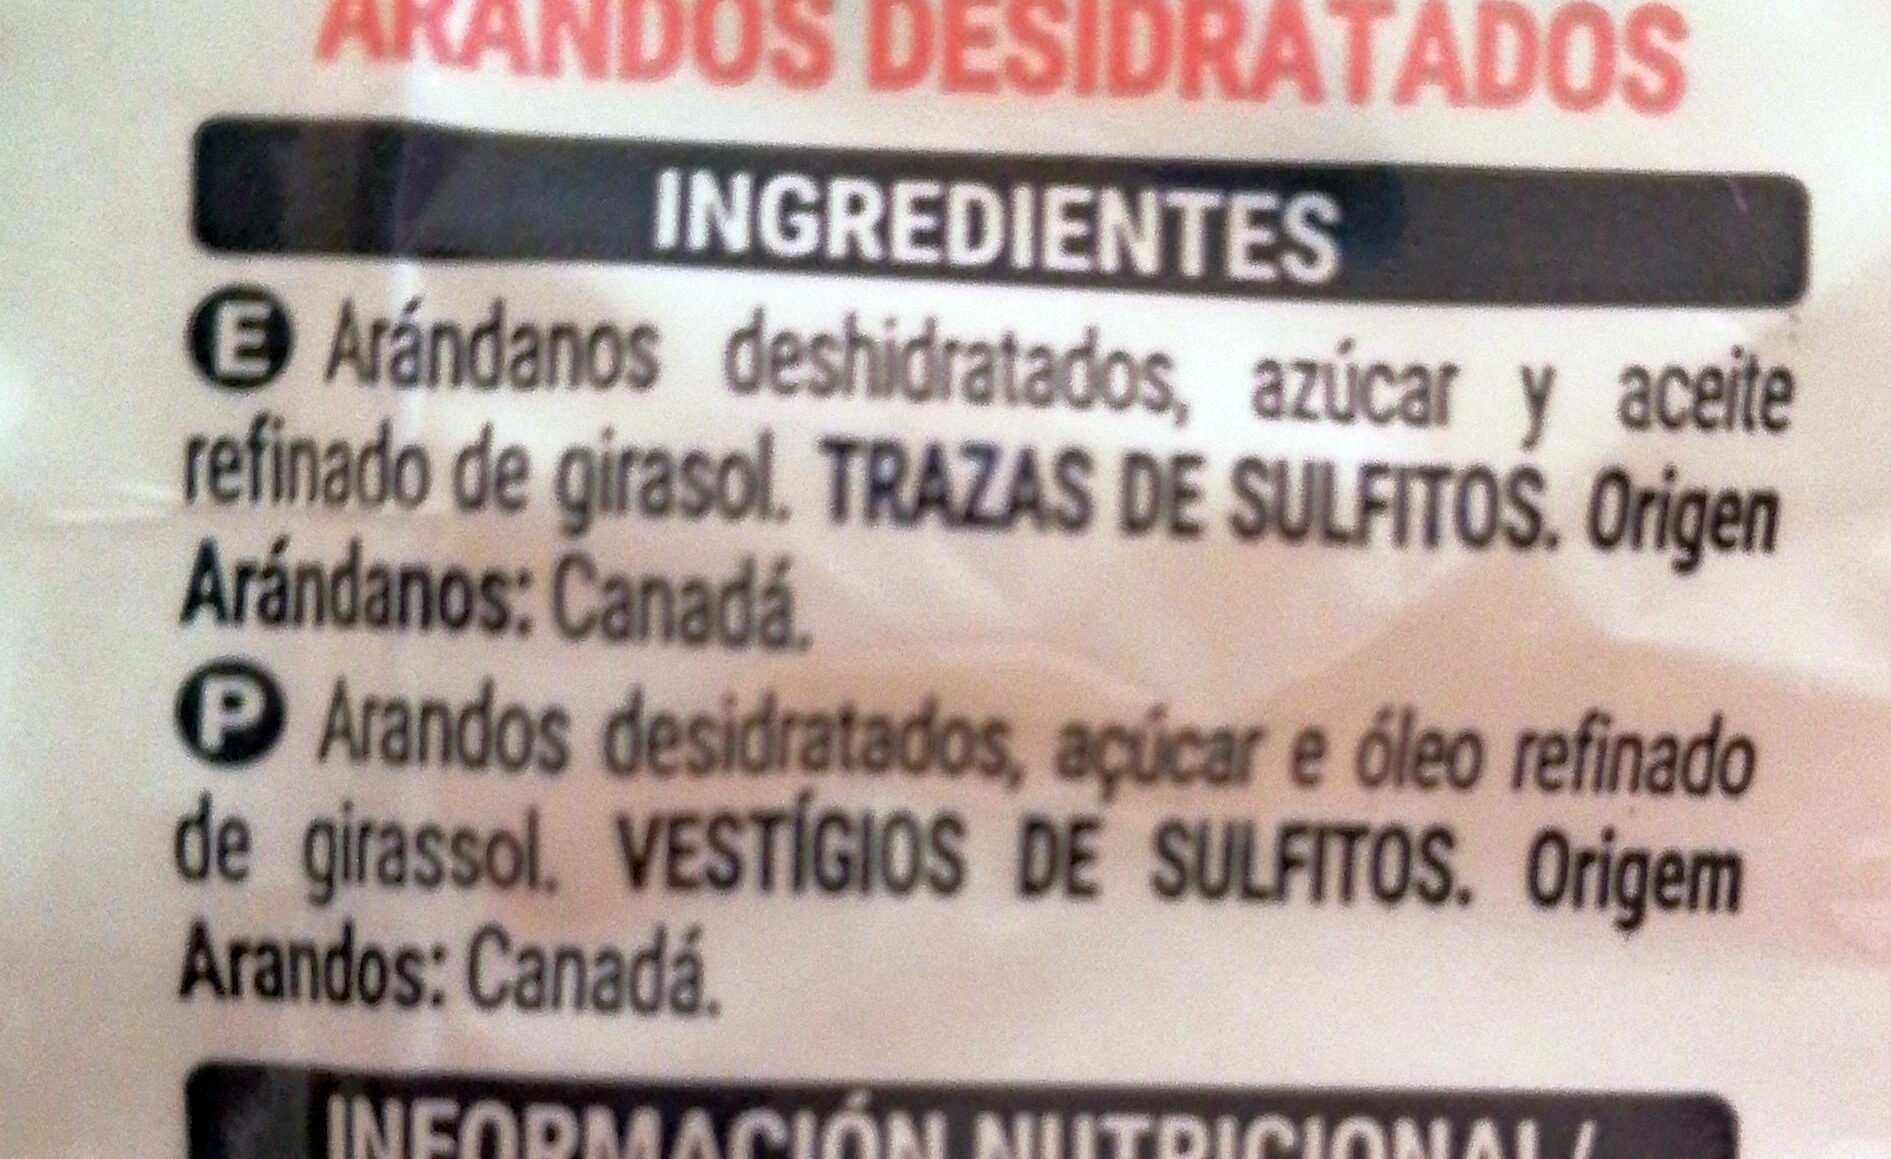 ARANDOS DESIDRATADOS
INGREDIENTES
E Arándanos deshidratados, azúcar y aceite
refinado de girasol. TRAZAS DE SULFITOS. Origen
Arándanos: Canadá.
P Arandos desidratados, açúcar e óleo refinado
de girassol. VESTÍGIOS DE SULFITOS. Origem
Arandos: Canadá.
INFORMACIÓN NUTRICIONAL/